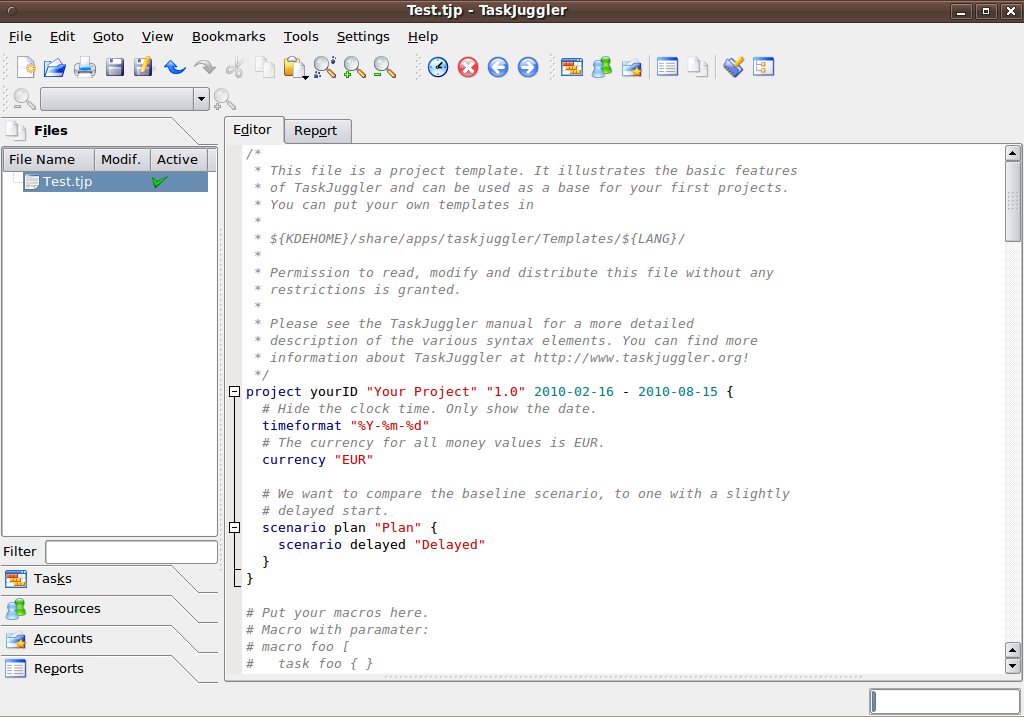 Test.tjp - TaskJuggler
File Edit Goto View Bookmarks Tools Settings Help
Files
File Name Modif. Active
Test.tjp
Filter
Tasks
Resources
Accounts
Reports
Editor Report
/*
 * This file is a project template. It illustrates the basic features
 * of TaskJuggler and can be used as a base for your first projects.
 * You can put your own templates in
 *
 * ${KDEHOME}/share/apps/taskjuggler/Templates/${LANG}/
 *
 * Permission to read, modify and distribute this file without any
 * restrictions is granted.
 *
 * Please see the TaskJuggler manual for a more detailed
 * description of the various syntax elements. You can find more
 * information about TaskJuggler at http://www.taskjuggler.org!
 */
project yourID "Your Project" "1.0" 2010-02-16 - 2010-08-15 {
  # Hide the clock time. Only show the date.
  timeformat "%Y-%m-%d"
  # The currency for all money values is EUR.
  currency "EUR"

  # We want to compare the baseline scenario, to one with a slightly
  # delayed start.
  scenario plan "Plan" {
    scenario delayed "Delayed"
  }
}

# Put your macros here.
# Macro with paramater:
# macro foo [
#   task foo { }